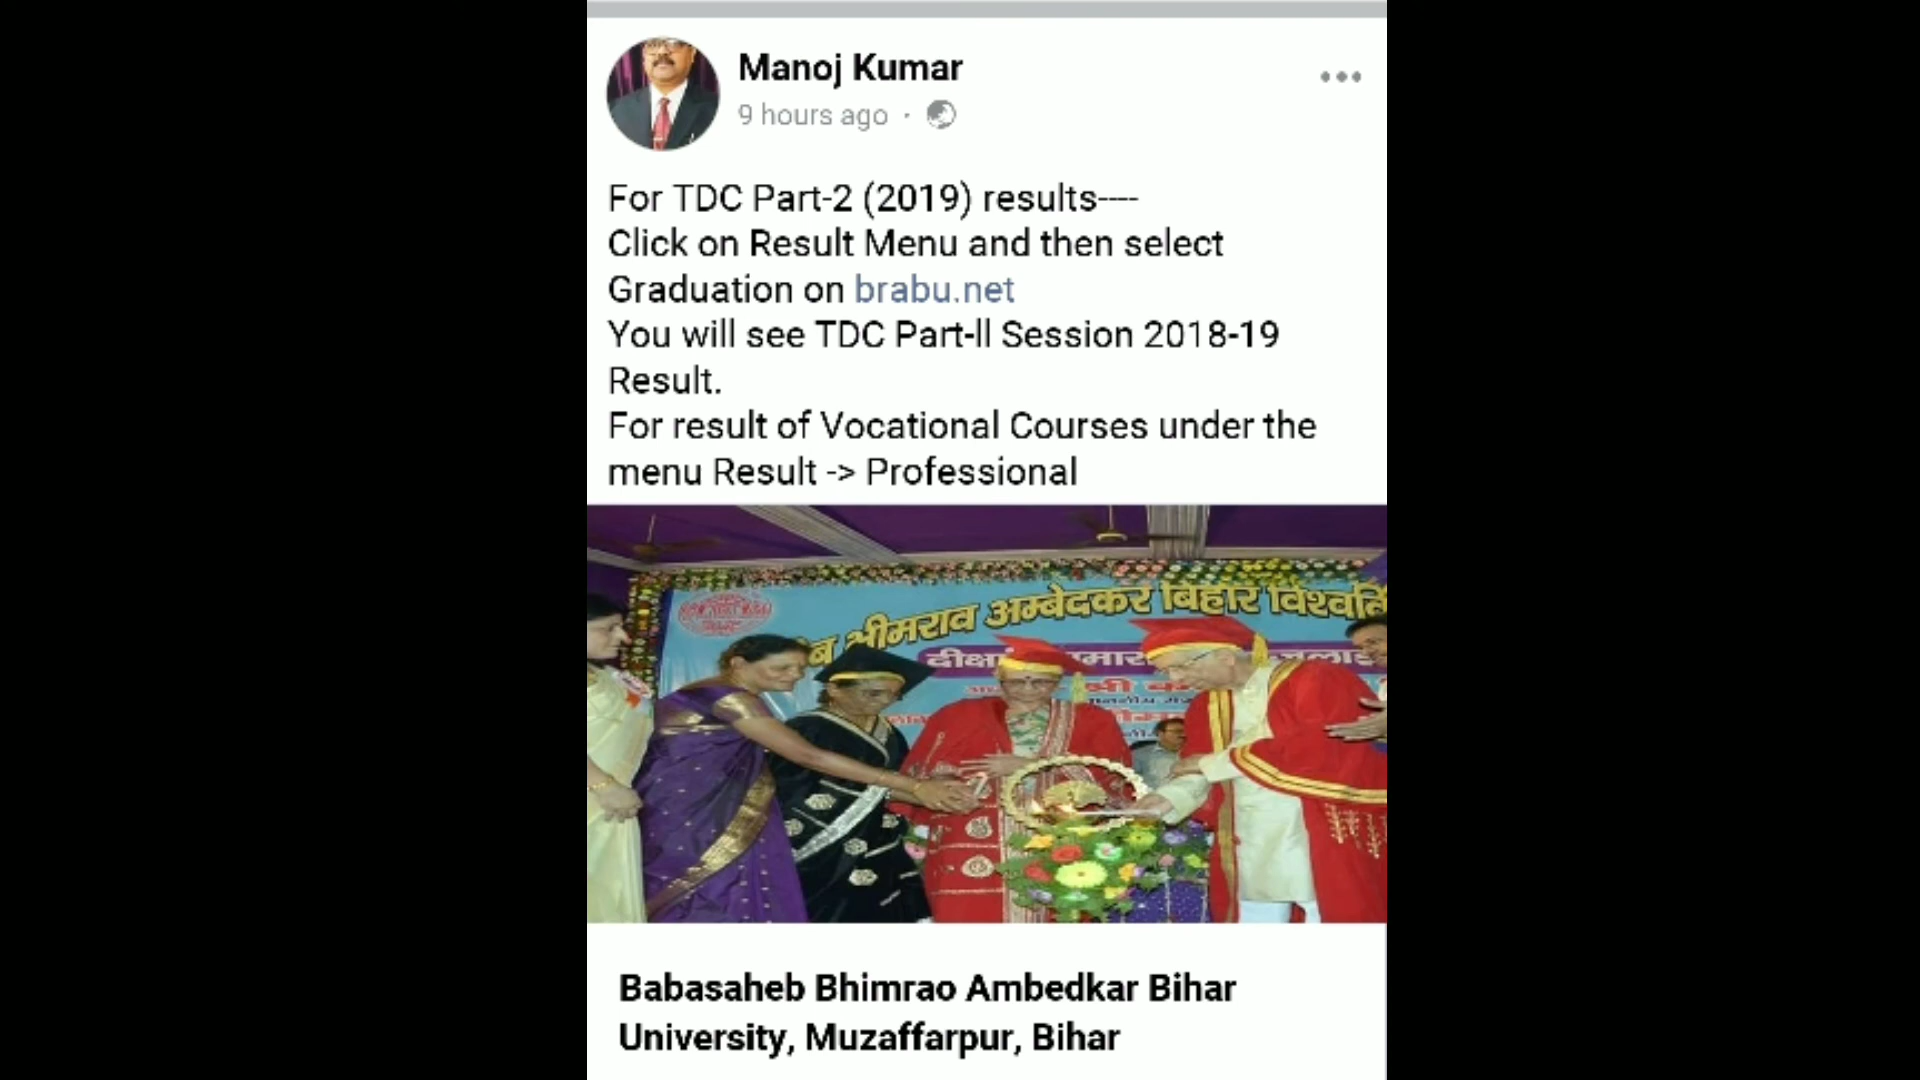 Manoj Kumar
9 hours ago ·
For TDC Part-2 (2019) results----
Click on Result Menu and then select
Graduation on brabu.net
You will see TDC Part-ll Session 2018-19
Result.
For result of Vocational Courses under the
menu Result -> Professional
भीमराव अम्बेदकर बिहार विश्ववि
श्री
Babasaheb Bhimrao Ambedkar Bihar
University, Muzaffarpur, Bihar